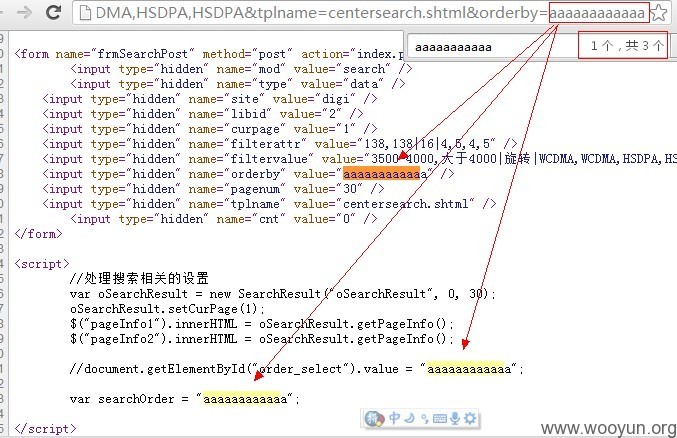 DMA,HSDPA,HSDPA&tplname=centersearch.shtml&orderby=aaaaaaaaaaaa
aaaaaaaaaaa 1 个 , 共 3 个
<form name="frmSearchPost" method="post" action="index.p
<input type="hidden" name="mod" value="search" />
<input type="hidden" name="type" value="data" />
<input type="hidden" name="site" value="digi" />
<input type="hidden" name="libid" value="2" />
<input type="hidden" name="curpage" value="1" />
<input type="hidden" name="filterattr" value="138,138|16|4,5,4,5" />
<input type="hidden" name="filtervalue" value="3500-4000,大于4000|旋转|WCDMA,WCDMA,HSDPA,HS
<input type="hidden" name="orderby" value="aaaaaaaaaaaa" />
<input type="hidden" name="pagenum" value="30" />
<input type="hidden" name="tplname" value="centersearch.shtml" />
<input type="hidden" name="cnt" value="0" />
</form>
<script>
//处理搜索相关的设置
var oSearchResult = new SearchResult("oSearchResult", 0, 30);
oSearchResult.setCurPage(1);
$("pageInfo1").innerHTML = oSearchResult.getPageInfo();
$("pageInfo2").innerHTML = oSearchResult.getPageInfo();
//document.getElementById("order_select").value = "aaaaaaaaaaaa";
var searchOrder = "aaaaaaaaaaaa";
中
</script>
www.wooyun.org